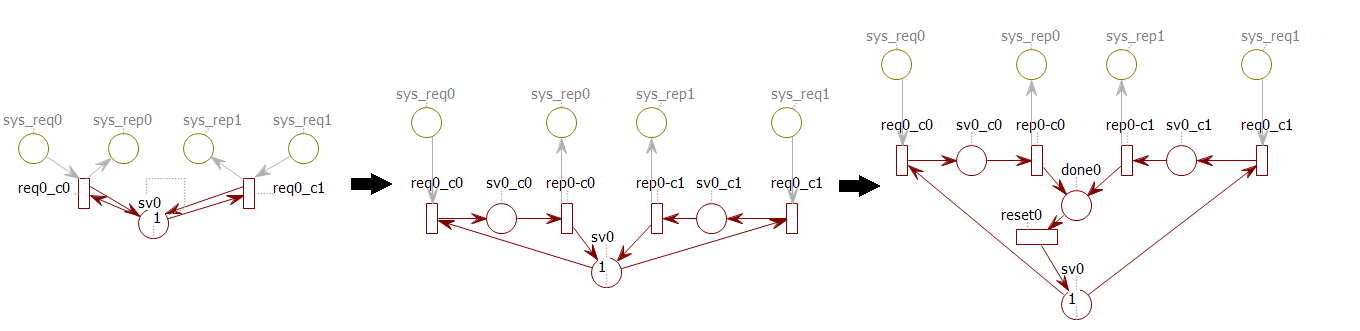 sys_req0 sys_rep0 sys_rep1 sys_req1
req0_c0 sv0 req0_c1
1
sys_req0 sys_rep0 sys_rep1 sys_req1
req0_c0 sv0_c0 rep0-c0 rep0-c1 sv0_c1 req0_c1
sv0
1
sys_req0 sys_rep0 sys_rep1 sys_req1
req0_c0 sv0_c0 rep0-c0 rep0-c1 sv0_c1 req0_c1
done0
reset0
sv0
1